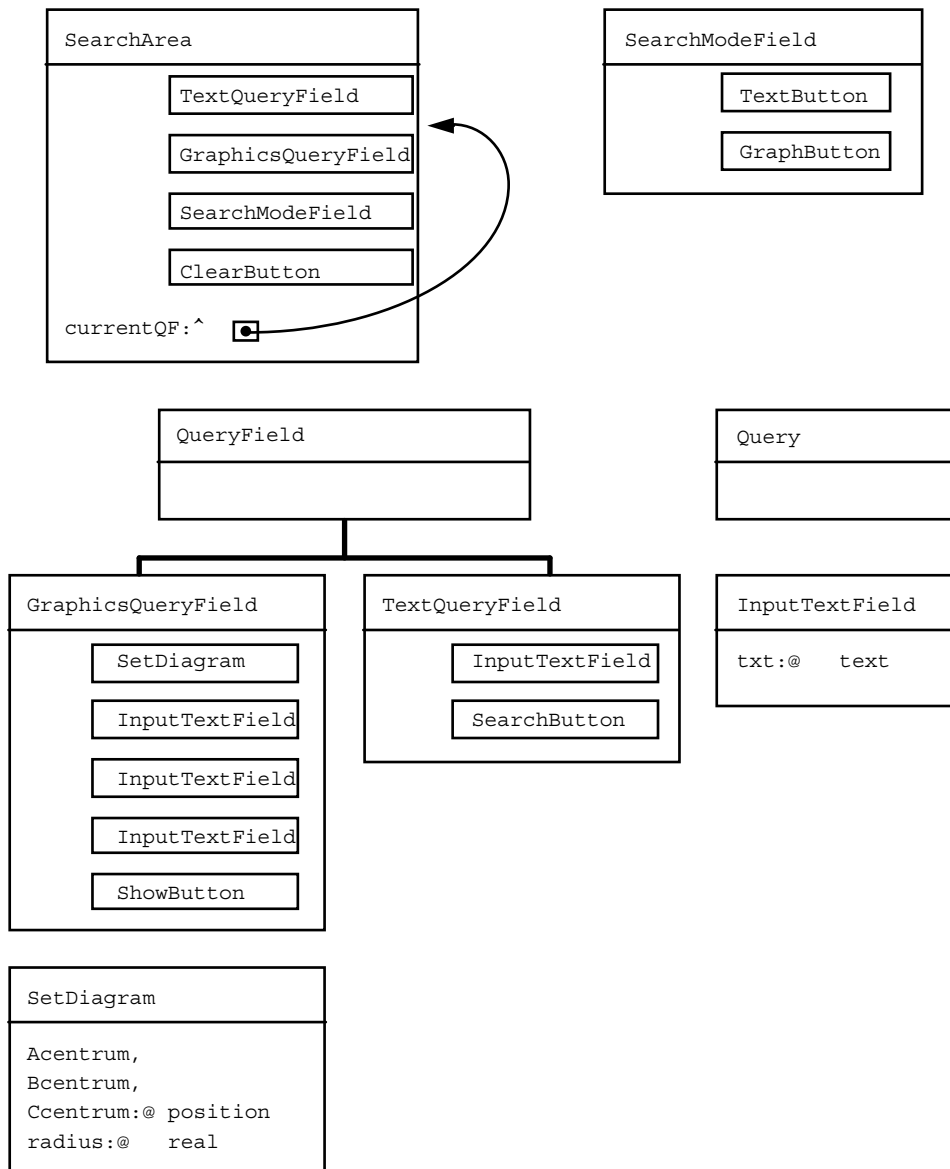 SearchArea
TextQueryField
GraphicsQueryField
SearchModeField
ClearButton
currentQF:^
SearchModeField
TextButton
GraphButton
QueryField
Query
GraphicsQueryField
SetDiagram
InputTextField
InputTextField
InputTextField
ShowButton
TextQueryField
InputTextField
SearchButton
InputTextField
txt:@ text
SetDiagram
Acentrum,
Bcentrum,
Ccentrum:@ position
radius:@ real